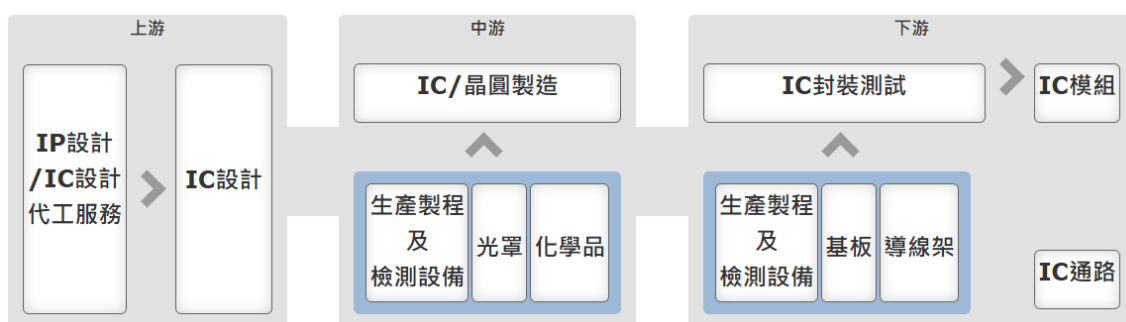 上游
IP設計
/IC設計
代工服務
IC設計
中游
IC/晶圓製造
生產製程
及
檢測設備
光罩
化學品
下游
IC封裝測試
IC模組
生產製程
及
檢測設備
基板
導線架
IC通路